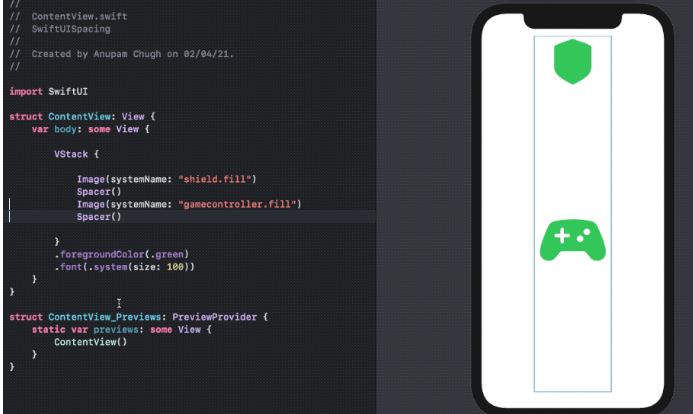 //
//  ContentView.swift
//  SwiftUISpacing
//
//  Created by Anupam Chugh on 02/04/21.
//
import SwiftUI
struct ContentView: View {
    var body: some View {
        VStack {
            Image(systemName: "shield.fill")
            Spacer()
            Image(systemName: "gamecontroller.fill")
            Spacer()
        }
        .foregroundColor(.green)
        .font(.system(size: 100))
    }
}
struct ContentView_Previews: PreviewProvider {
    static var previews: some View {
        ContentView()
    }
}